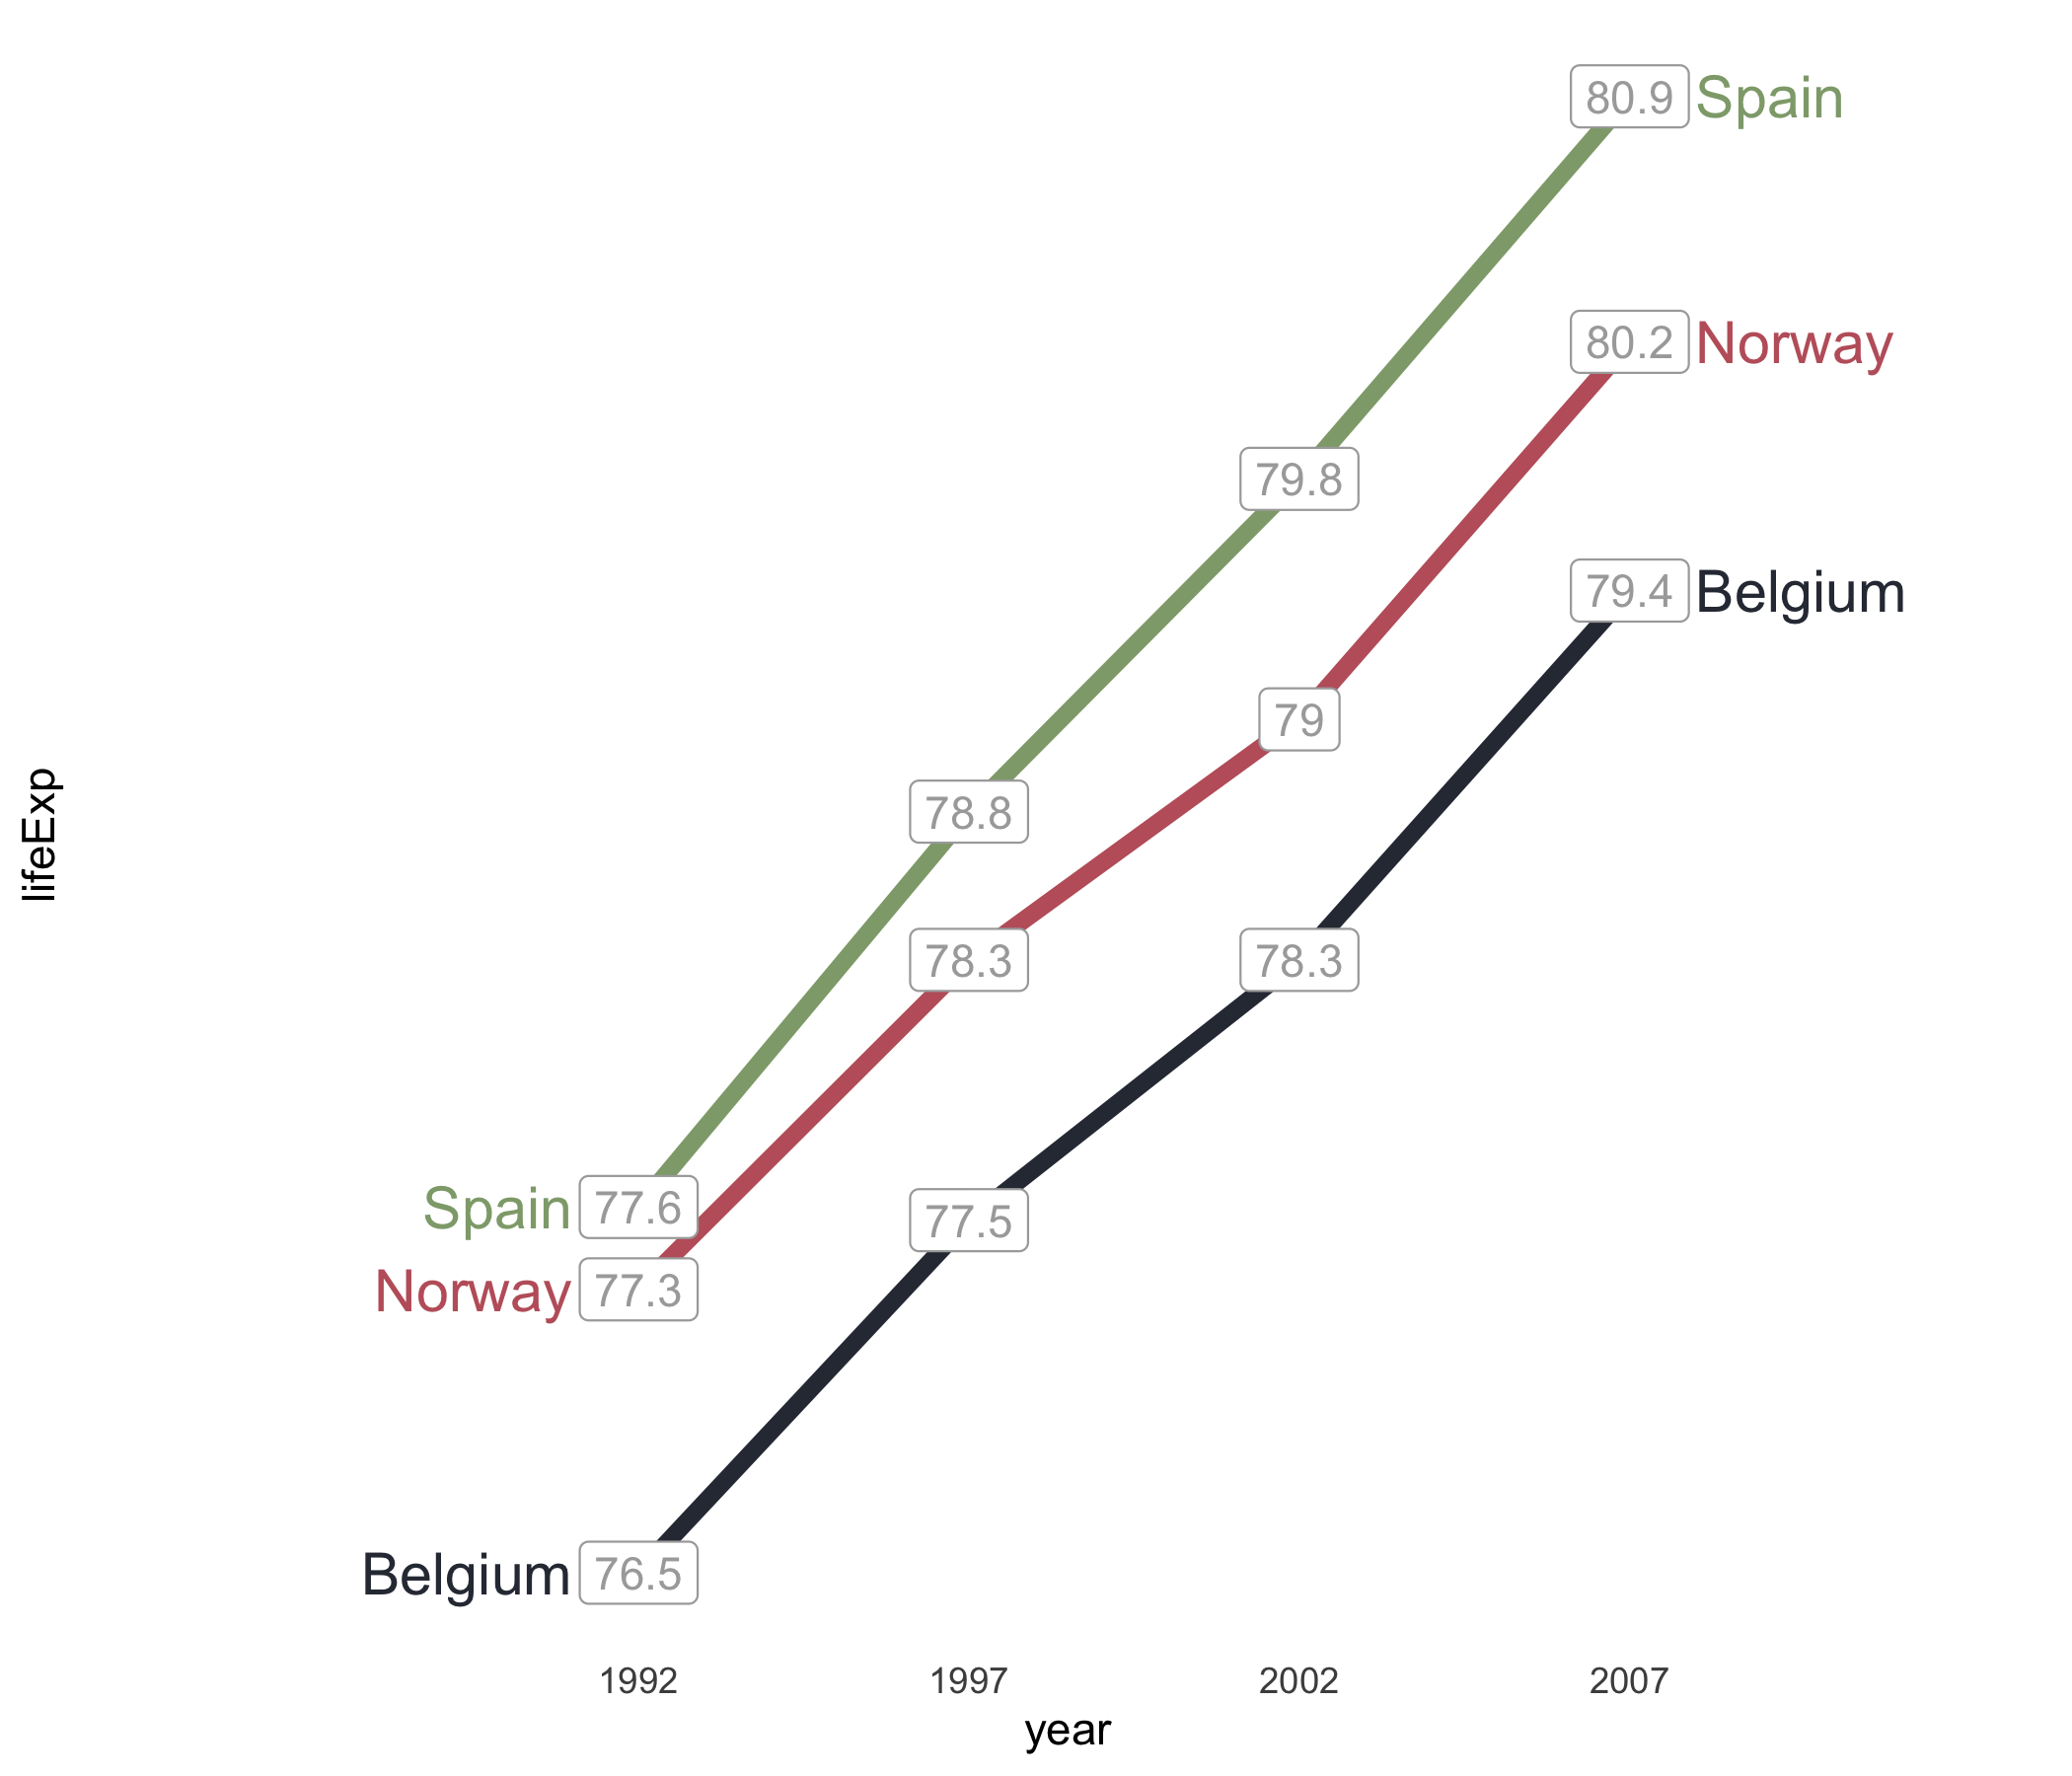 80.9 Spain
80.2 Norway
79.8
79.4 Belgium
79
78.8
78.3
78.3
Spain 77.6
77.5
Norway 77.3
Belgium 76.5
lifeExp
1992 1997 2002 2007
year